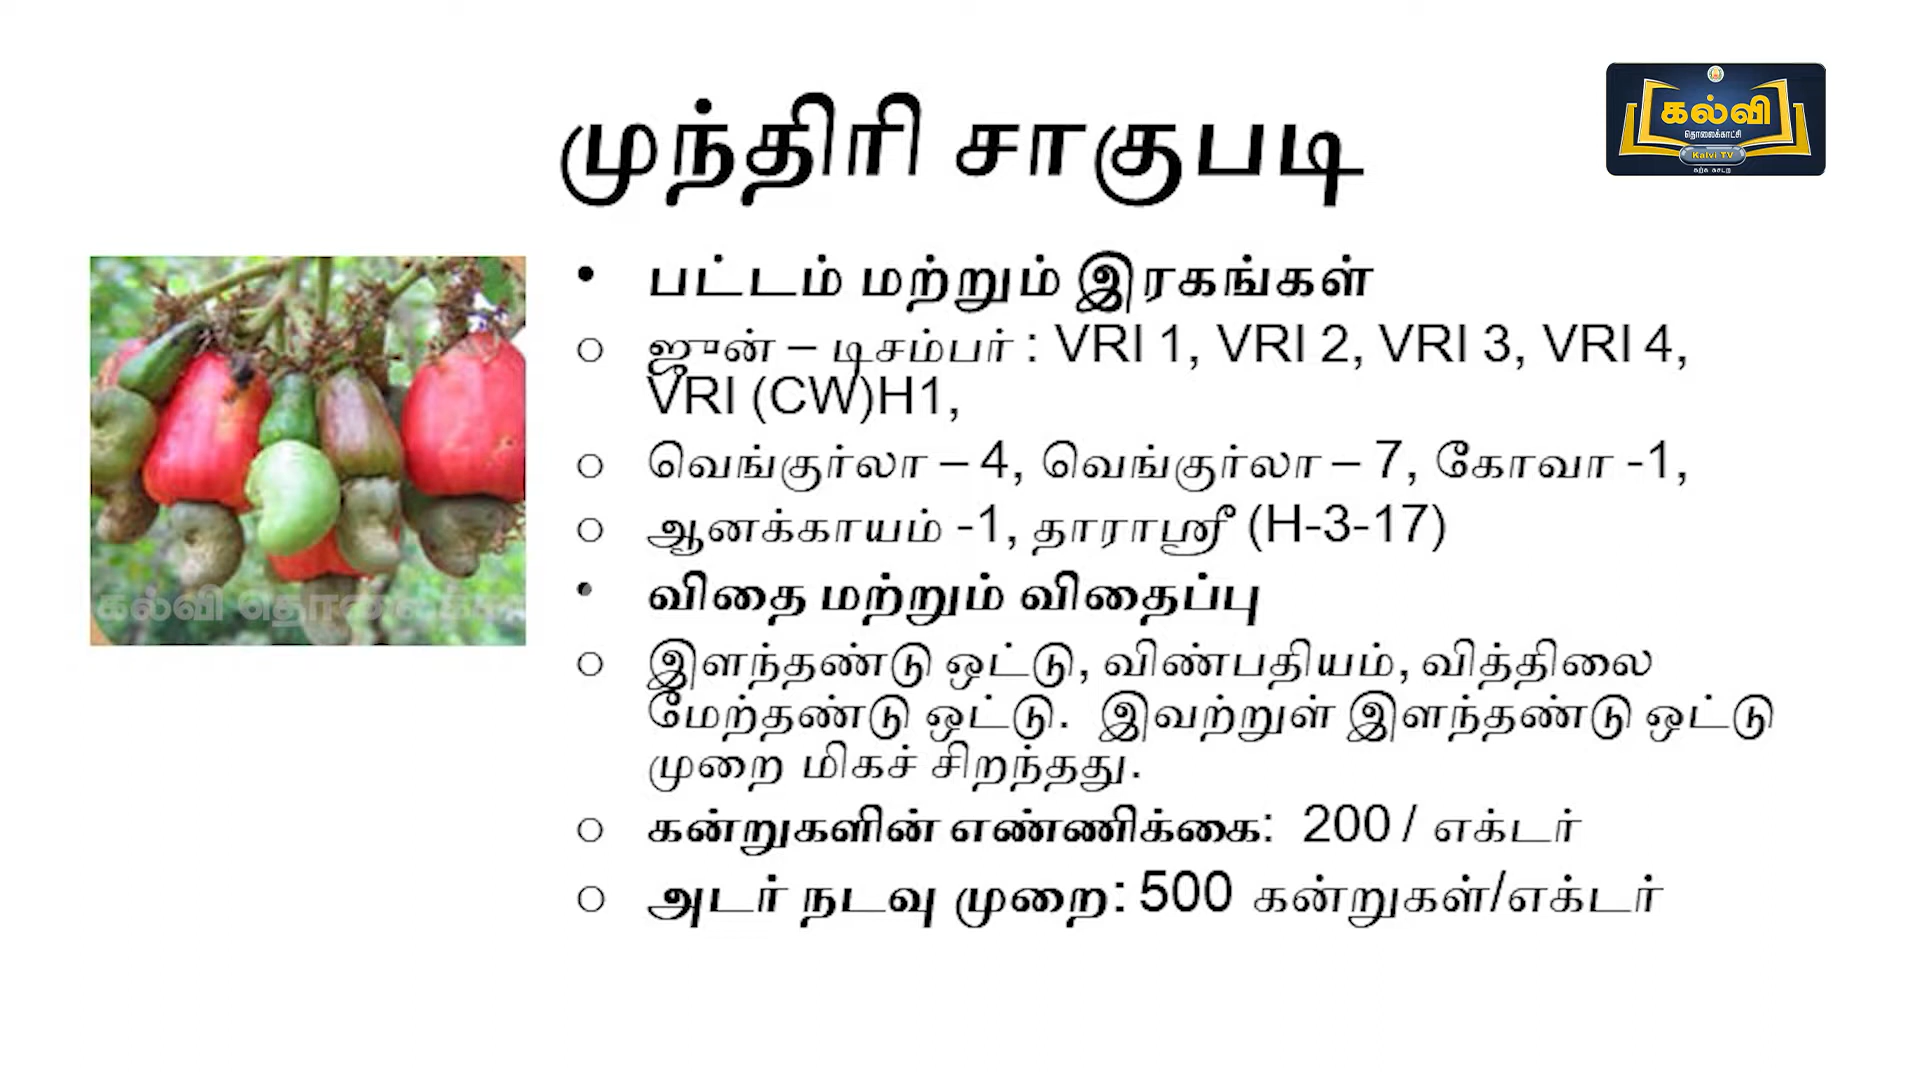 முந்திரி சாகுபடி
கல்வி
தொலைக்காட்சி
Kalvi TV
கற்க கசடற
• பட்டம் மற்றும் இரகங்கள்
o ஜுன் – டிசம்பர் : VRI 1, VRI 2, VRI 3, VRI 4,
VRI (CW)H1,
o வெங்குர்லா – 4, வெங்குர்லா – 7, கோவா -1,
o ஆனக்காயம் -1, தாராஸ்ரீ (H-3-17)
• விதை மற்றும் விதைப்பு
o இளந்தண்டு ஒட்டு, விண்பதியம், வித்திலை
மேற்தண்டு ஒட்டு. இவற்றுள் இளந்தண்டு ஒட்டு
முறை மிகச் சிறந்தது.
o கன்றுகளின் எண்ணிக்கை: 200 / எக்டர்
o அடர் நடவு முறை: 500 கன்றுகள்/எக்டர்